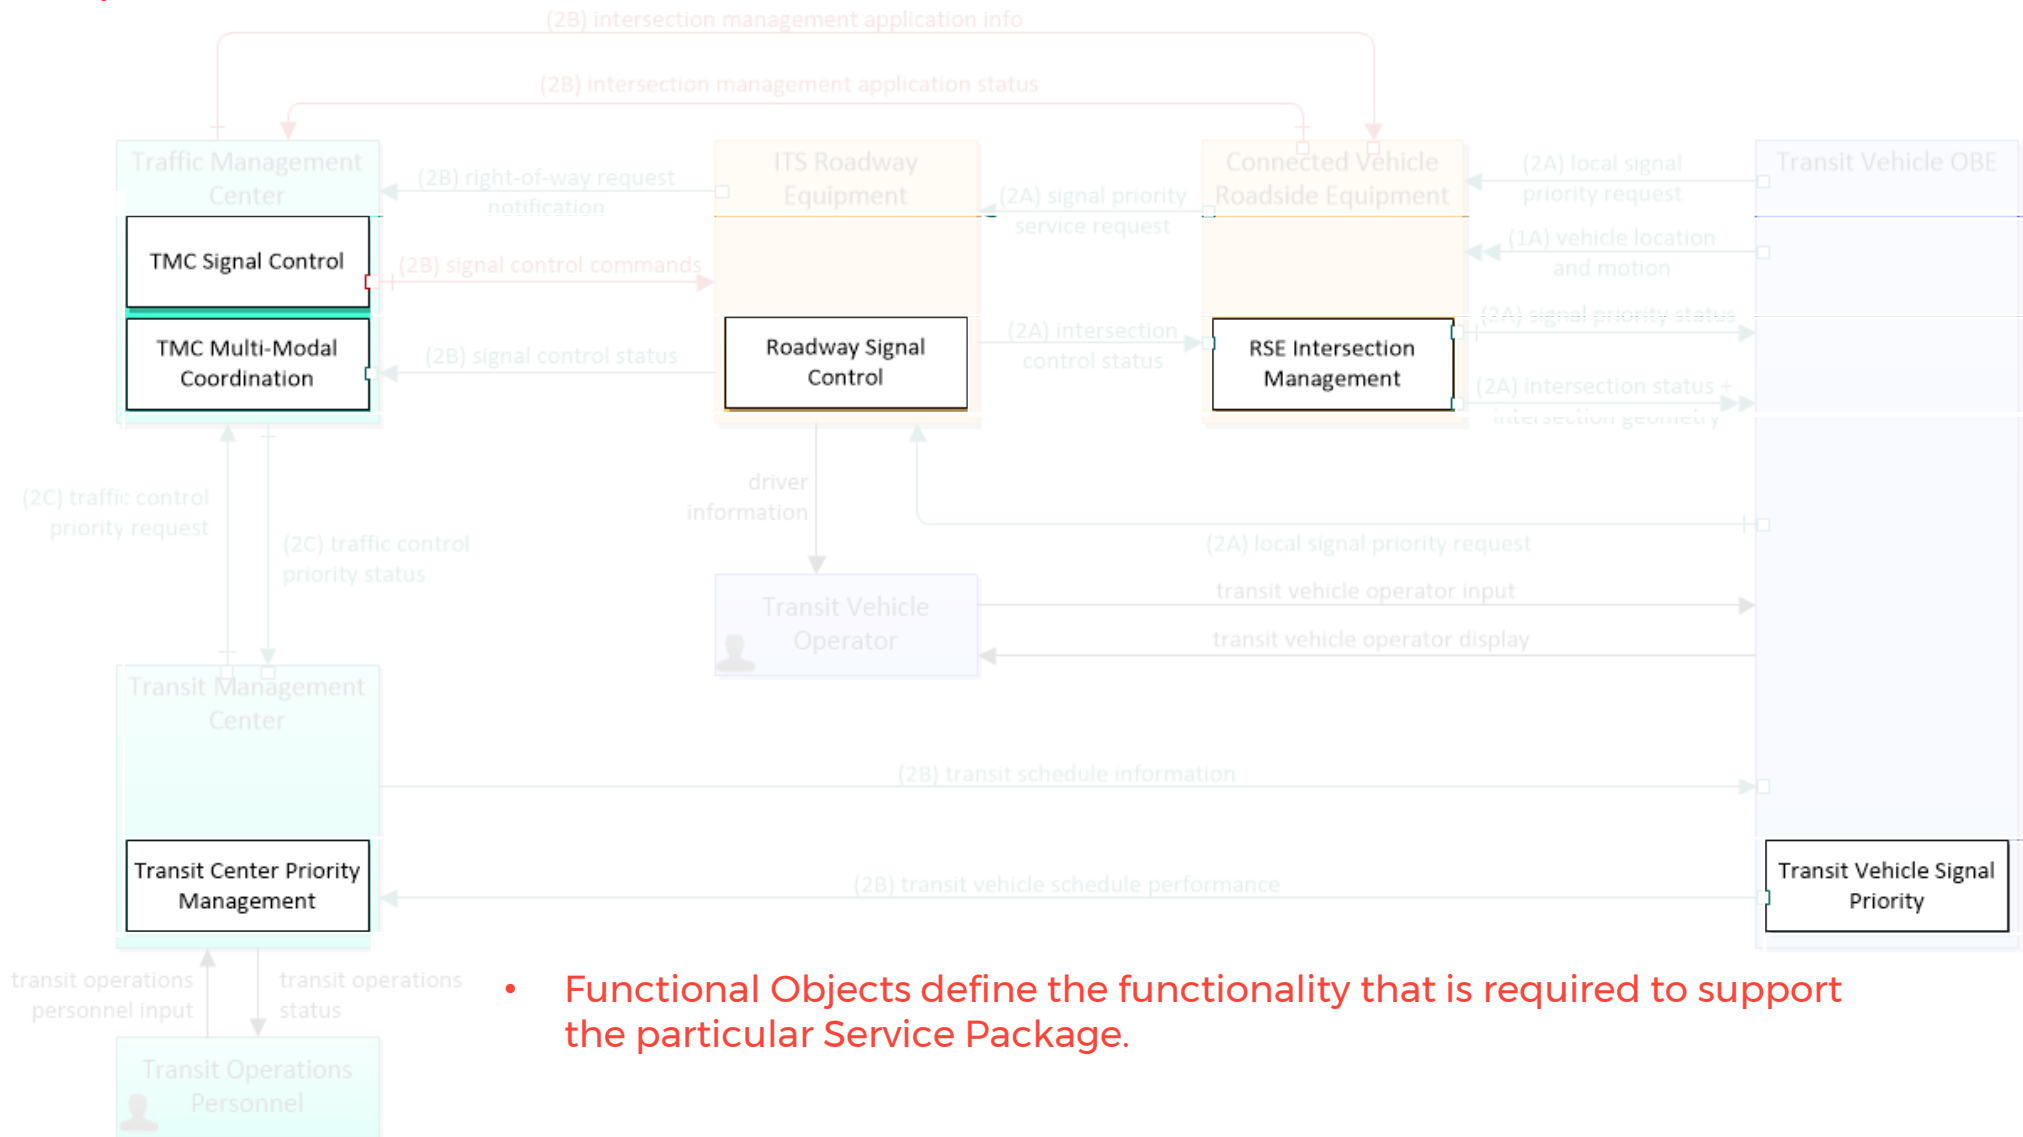 (2B) intersection management application info
(2B) intersection management application status
Traffic Management
Center
TMC Signal Control
TMC Multi-Modal
Coordination
(2B) right-of-way request
notification
(2B) signal control commands
(2B) signal control status
ITS Roadway
Equipment
Roadway Signal
Control
(2A) signal priority
service request
(2A) intersection
control status
Connected Vehicle
Roadside Equipment
RSE Intersection
Management
(2A) local signal
priority request
(1A) vehicle location
and motion
(2A) signal priority status
(2A) intersection status +
intersection geometry
Transit Vehicle OBE
(2C) traffic control
priority request
(2C) traffic control
priority status
driver
information
(2A) local signal priority request
Transit Vehicle
Operator
transit vehicle operator input
transit vehicle operator display
Transit Management
Center
(2B) transit schedule information
Transit Center Priority
Management
(2B) transit vehicle schedule performance
Transit Vehicle Signal
Priority
transit operations
personnel input
transit operations
status
• Functional Objects define the functionality that is required to support
the particular Service Package.
Transit Operations
Personnel